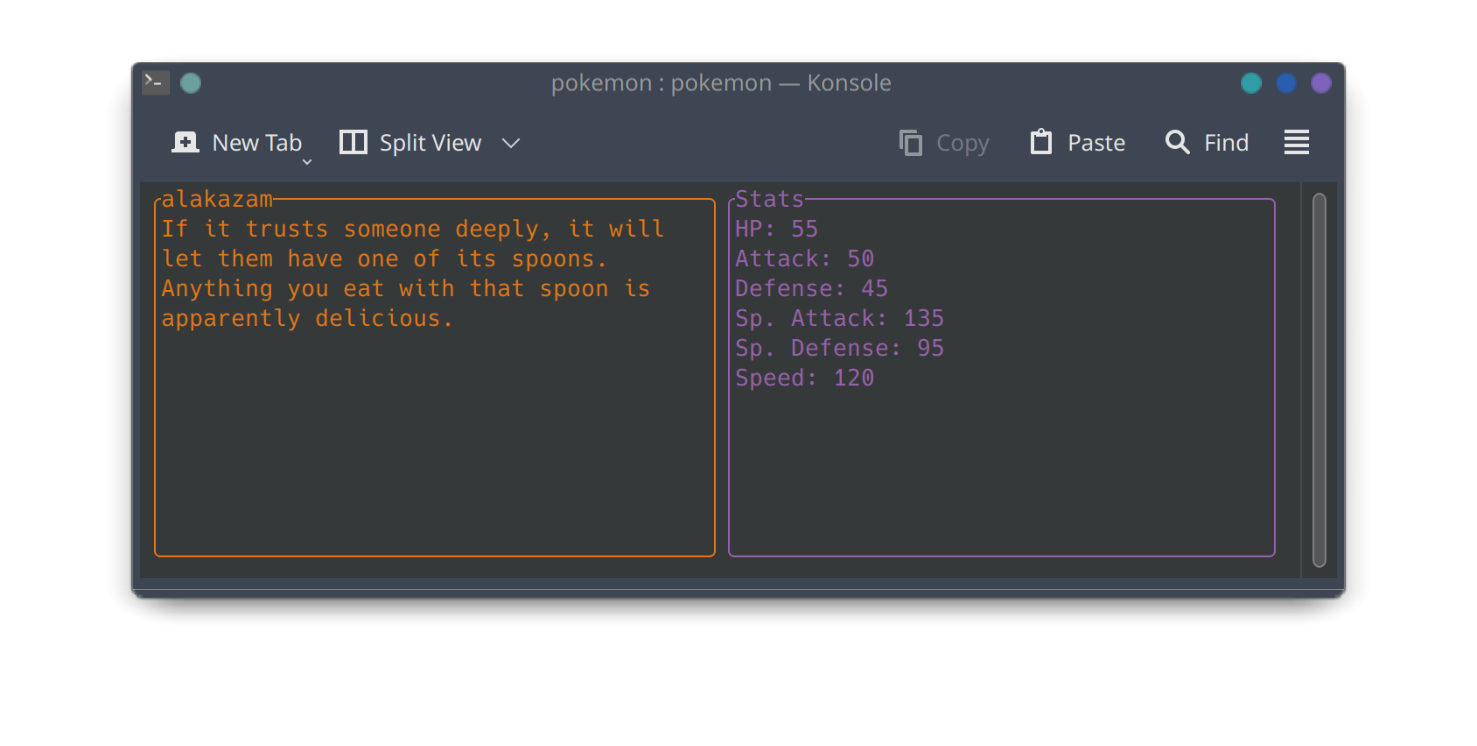 pokemon : pokemon — Konsole
New Tab
Split View
Copy
Paste
Find
alakazam
If it trusts someone deeply, it will
let them have one of its spoons.
Anything you eat with that spoon is
apparently delicious.
Stats
HP: 55
Attack: 50
Defense: 45
Sp. Attack: 135
Sp. Defense: 95
Speed: 120